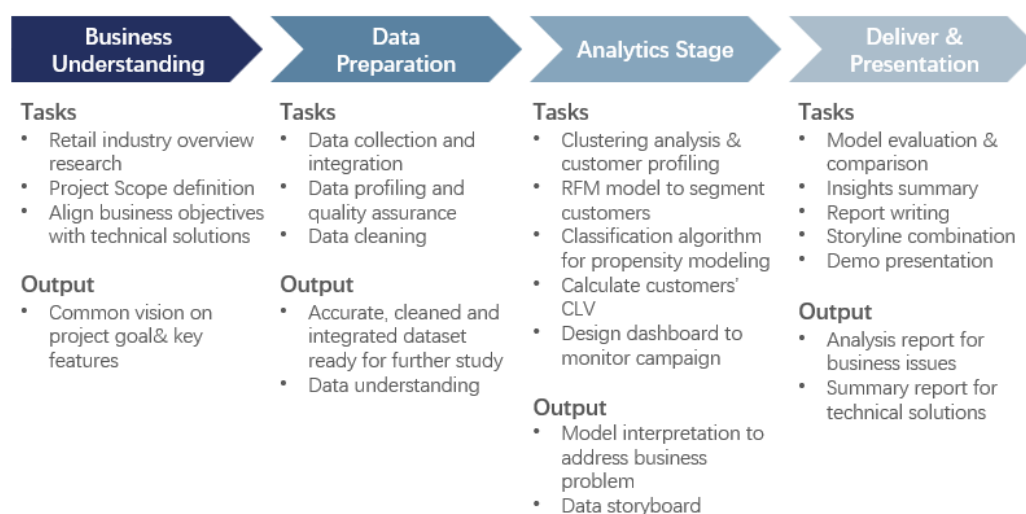 Business
Understanding
Data
Preparation
Analytics Stage
Deliver &
Presentation
Tasks
• Retail industry overview
research
• Project Scope definition
• Align business objectives
with technical solutions
Output
• Common vision on
project goal& key
features
Tasks
• Data collection and
integration
• Data profiling and
quality assurance
• Data cleaning
Output
• Accurate, cleaned and
integrated dataset
ready for further study
• Data understanding
Tasks
• Clustering analysis &
customer profiling
• RFM model to segment
customers
• Classification algorithm
for propensity modeling
• Calculate customers'
CLV
• Design dashboard to
monitor campaign
Output
• Model interpretation to
address business
problem
• Data storyboard
Tasks
• Model evaluation &
comparison
• Insights summary
• Report writing
• Storyline combination
• Demo presentation
Output
• Analysis report for
business issues
• Summary report for
technical solutions